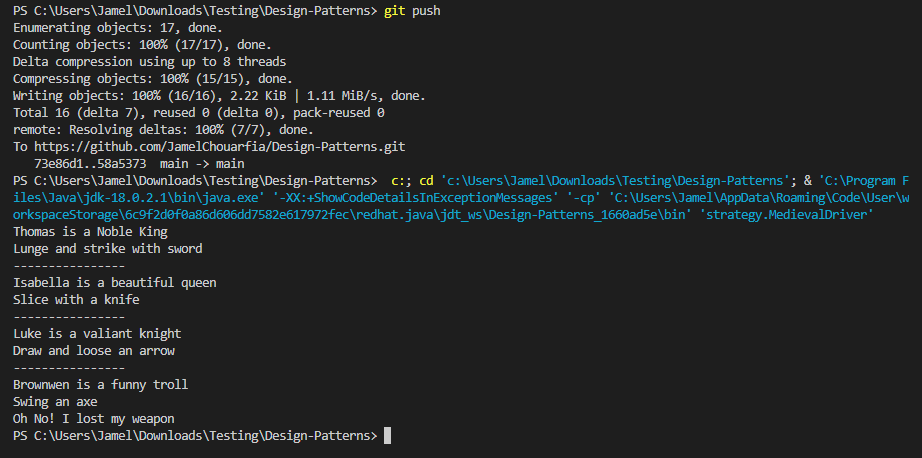 PS C:\Users\Jamel\Downloads\Testing\Design-Patterns> git push
Enumerating objects: 17, done.
Counting objects: 100% (17/17), done.
Delta compression using up to 8 threads
Compressing objects: 100% (15/15), done.
Writing objects: 100% (16/16), 2.22 KiB | 1.11 MiB/s, done.
Total 16 (delta 7), reused 0 (delta 0), pack-reused 0
remote: Resolving deltas: 100% (7/7), done.
To https://github.com/JamelChouarfia/Design-Patterns.git
   73e86d1..58a5373  main -> main
PS C:\Users\Jamel\Downloads\Testing\Design-Patterns>  c:; cd 'c:\Users\Jamel\Downloads\Testing\Design-Patterns'; & 'C:\Program F
iles\Java\jdk-18.0.2.1\bin\java.exe' '-XX:+ShowCodeDetailsInExceptionMessages' '-cp' 'C:\Users\Jamel\AppData\Roaming\Code\User\w
orkspaceStorage\6c9f2d0f0a86d606dd7582e617972fec\redhat.java\jdt_ws\Design-Patterns_1660ad5e\bin' 'strategy.MedievalDriver'
Thomas is a Noble King
Lunge and strike with sword
----------------
Isabella is a beautiful queen
Slice with a knife
----------------
Luke is a valiant knight
Draw and loose an arrow
----------------
Brownwen is a funny troll
Swing an axe
Oh No! I lost my weapon
PS C:\Users\Jamel\Downloads\Testing\Design-Patterns>